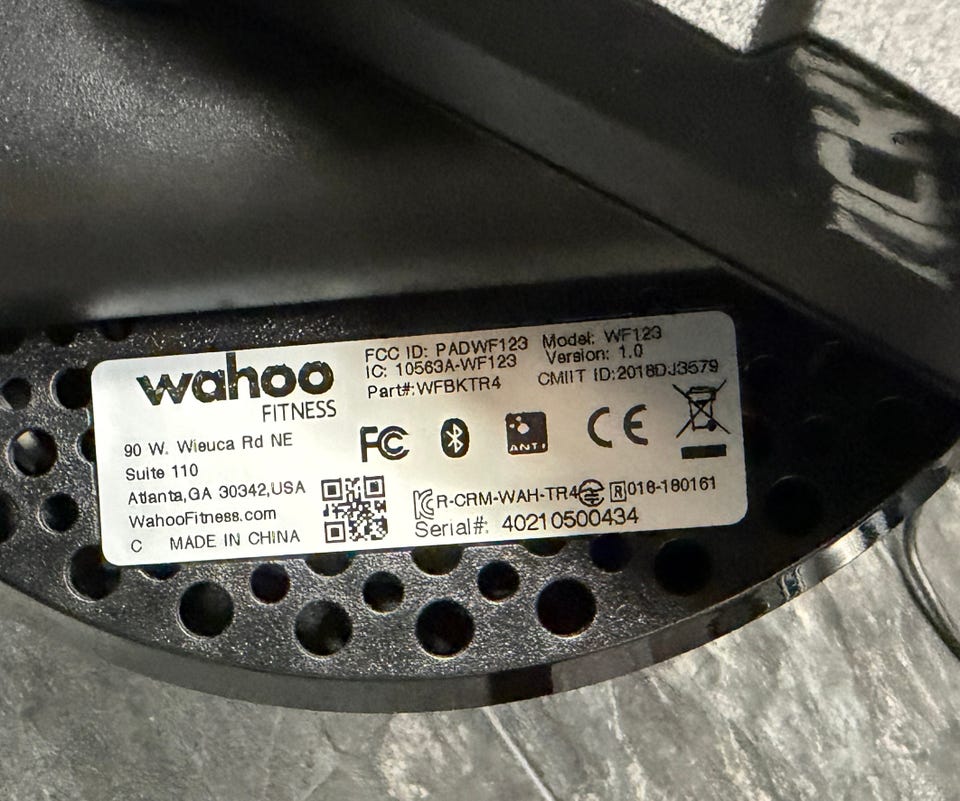 wahoo
FITNESS
90 W. Wieuca Rd NE
Suite 110
Atlanta,GA 30342,USA
WahooFitness.com
C MADE IN CHINA
FCC ID: PADWF123 Model: WF123
IC: 10563A-WF123 Version: 1.0
Part#:WFBKTR4 CMIIT ID:2018DJ3579
FC ANT+ CE
R-CRM-WAH-TR4 R 018-180161
Serial#: 40210500434